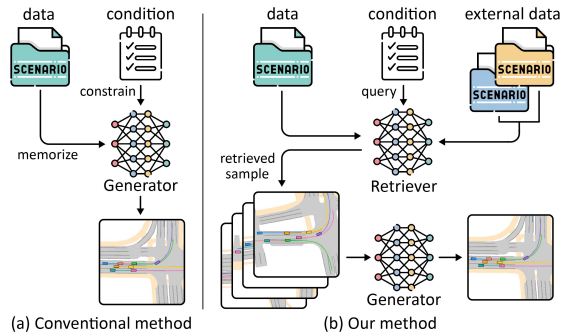 data
condition
SCENARIO
constrain
memorize
Generator
(a) Conventional method
data
condition
external data
SCENARIO
SCENARIO
SCENARIO
query
retrieved
sample
Retriever
Generator
(b) Our method